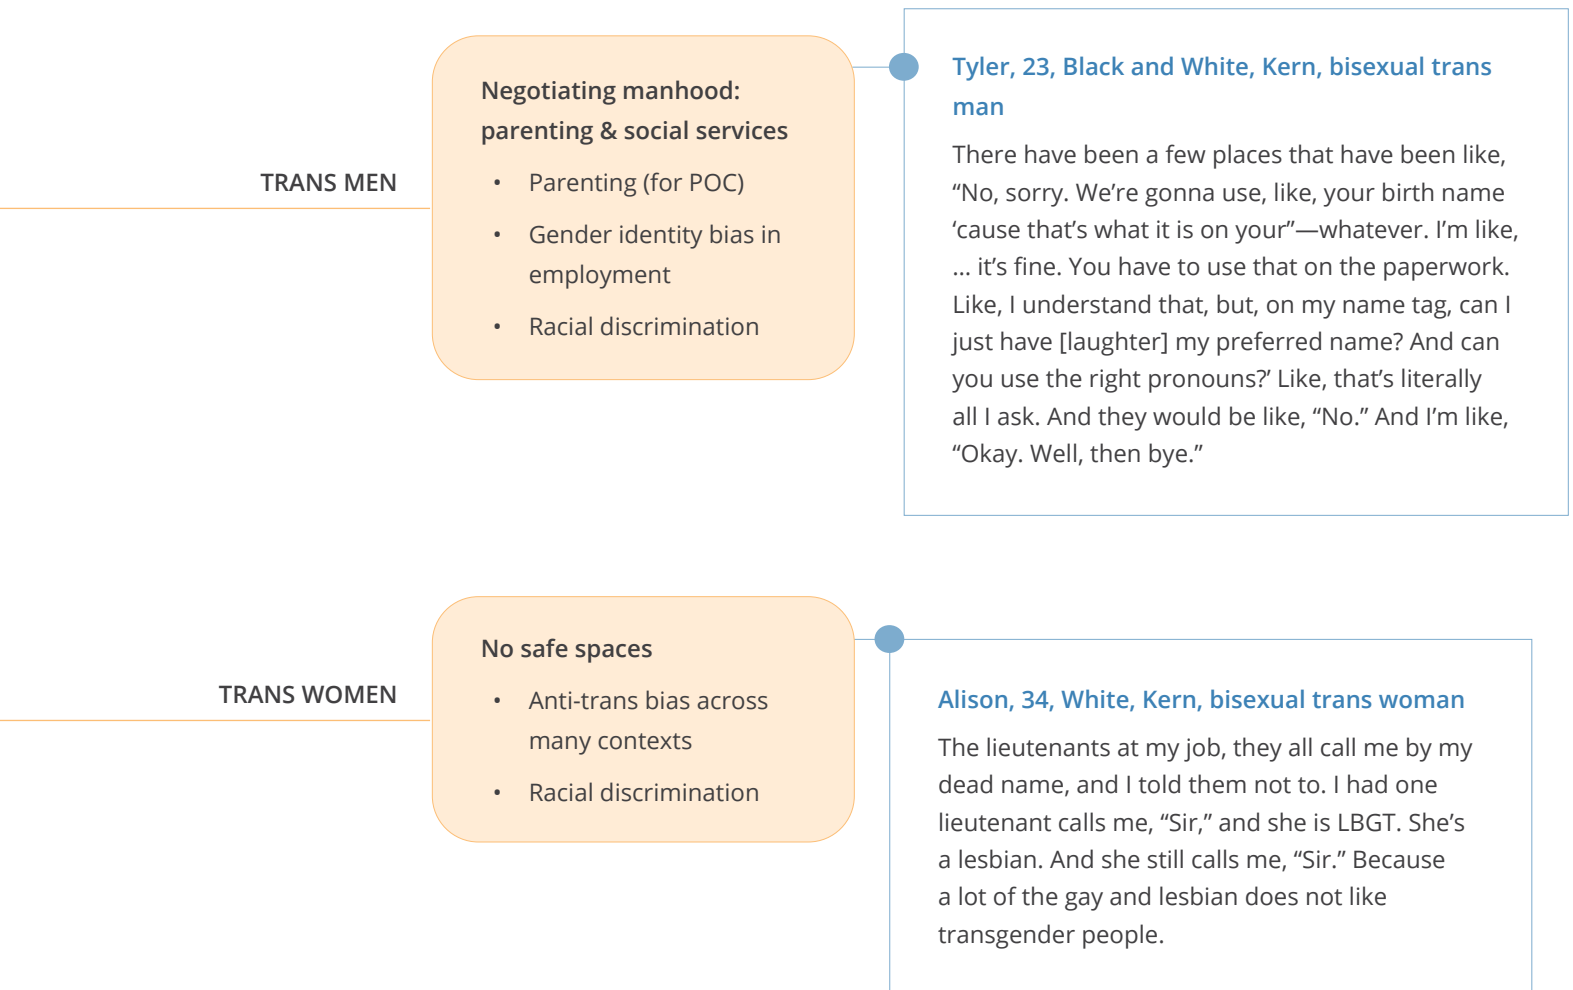 TRANS MEN
Negotiating manhood:
parenting & social services
• Parenting (for POC)
• Gender identity bias in
employment
• Racial discrimination
Tyler, 23, Black and White, Kern, bisexual trans
man
There have been a few places that have been like,
“No, sorry. We’re gonna use, like, your birth name
‘cause that’s what it is on your”—whatever. I’m like,
... it’s fine. You have to use that on the paperwork.
Like, I understand that, but, on my name tag, can I
just have [laughter] my preferred name? And can
you use the right pronouns?’ Like, that’s literally
all I ask. And they would be like, “No.” And I’m like,
“Okay. Well, then bye.”
TRANS WOMEN
No safe spaces
• Anti-trans bias across
many contexts
• Racial discrimination
Alison, 34, White, Kern, bisexual trans woman
The lieutenants at my job, they all call me by my
dead name, and I told them not to. I had one
lieutenant calls me, “Sir,” and she is LBGT. She’s
a lesbian. And she still calls me, “Sir.” Because
a lot of the gay and lesbian does not like
transgender people.